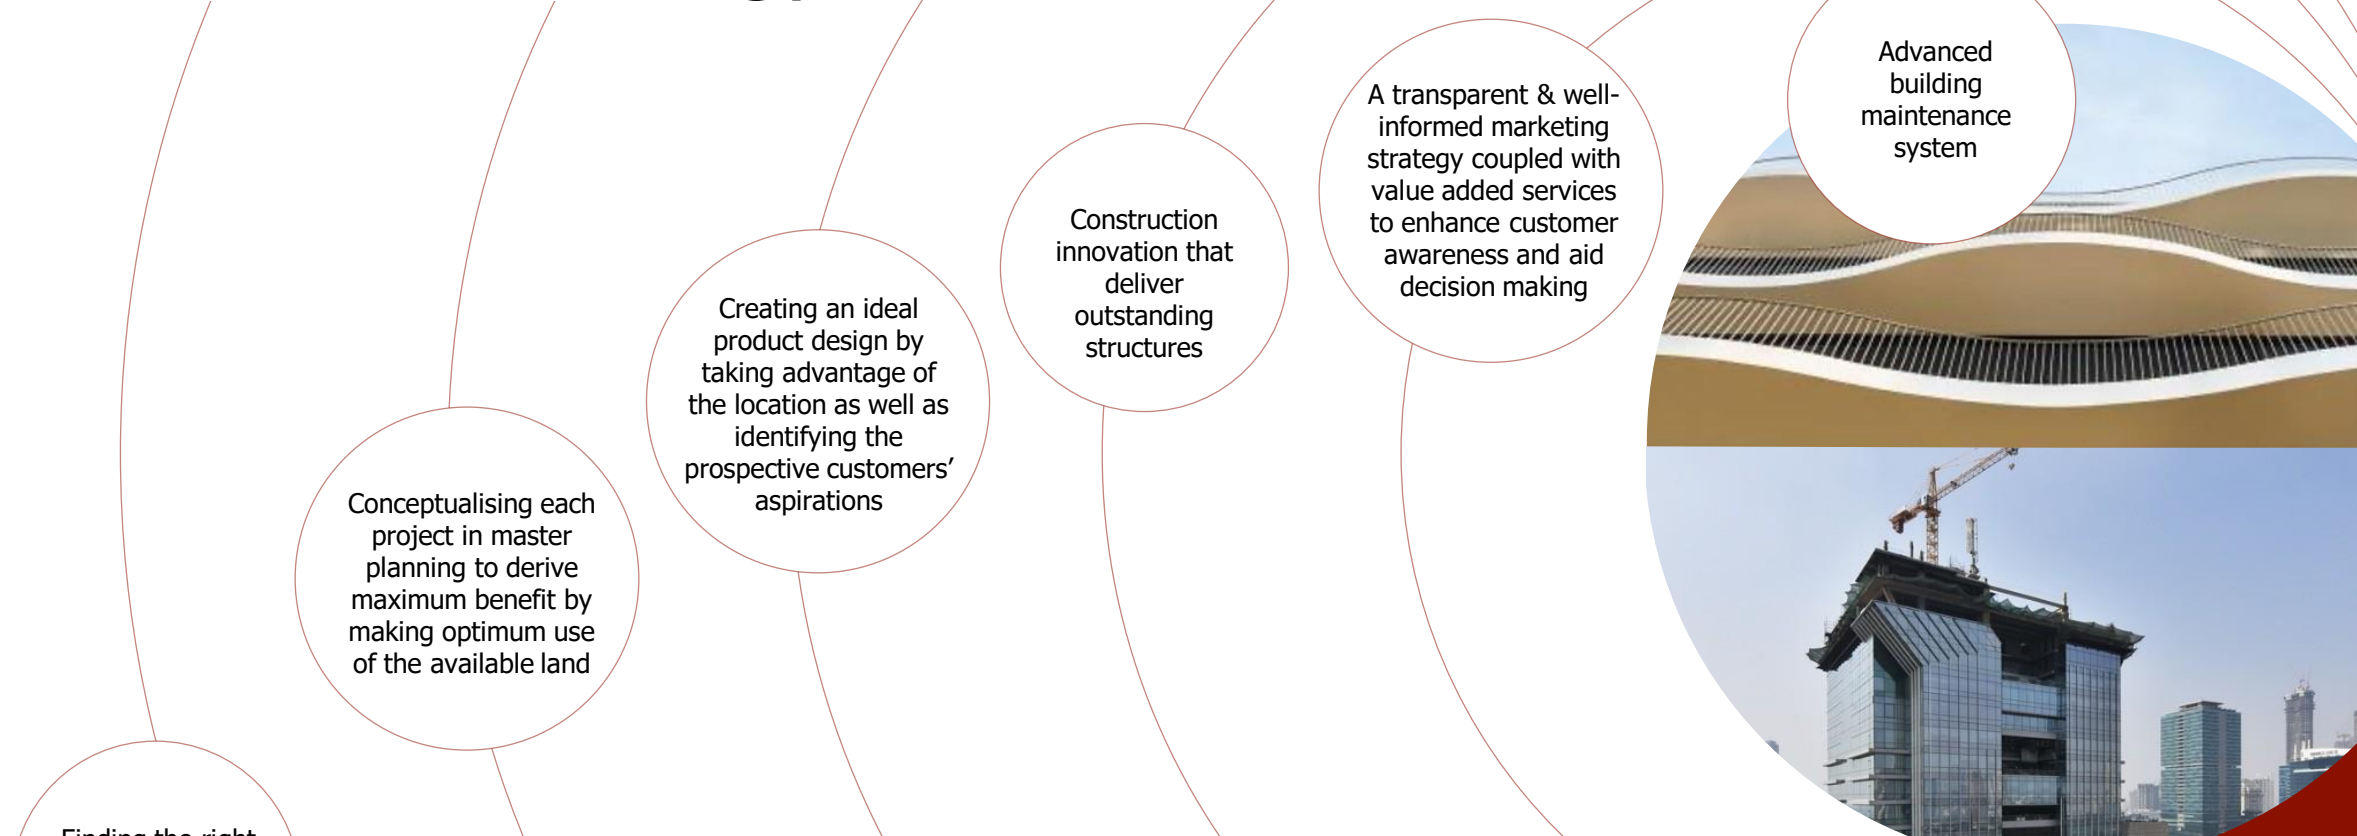 Advanced
building
maintenance
system
A transparent & well-
informed marketing
strategy coupled with
value added services
to enhance customer
awareness and aid
decision making
Construction
innovation that
deliver
outstanding
structures
Creating an ideal
product design by
taking advantage of
the location as well as
identifying the
prospective customers’
aspirations
Conceptualising each
project in master
planning to derive
maximum benefit by
making optimum use
of the available land
Finding the right